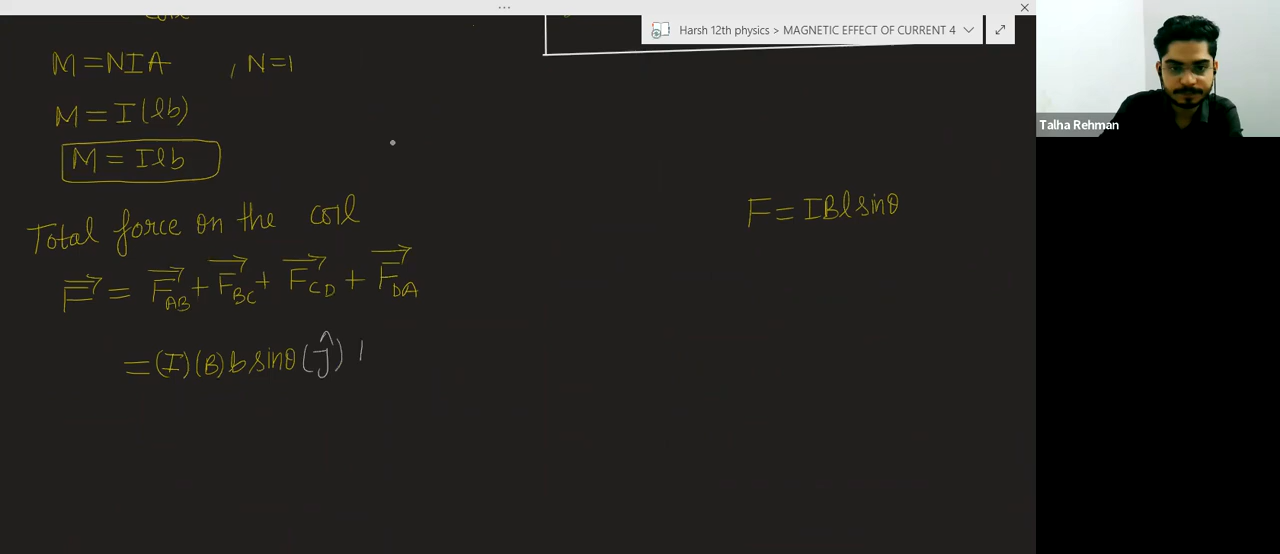 coil
M = NIA , N=1
M = I(lb)
M = Ilb
Total force on the coil
F = F_AB + F_BC + F_CD + F_DA
= (I)(B) b sinθ (ĵ)
Harsh 12th physics > MAGNETIC EFFECT OF CURRENT 4
F = IBl sinθ
Talha Rehman